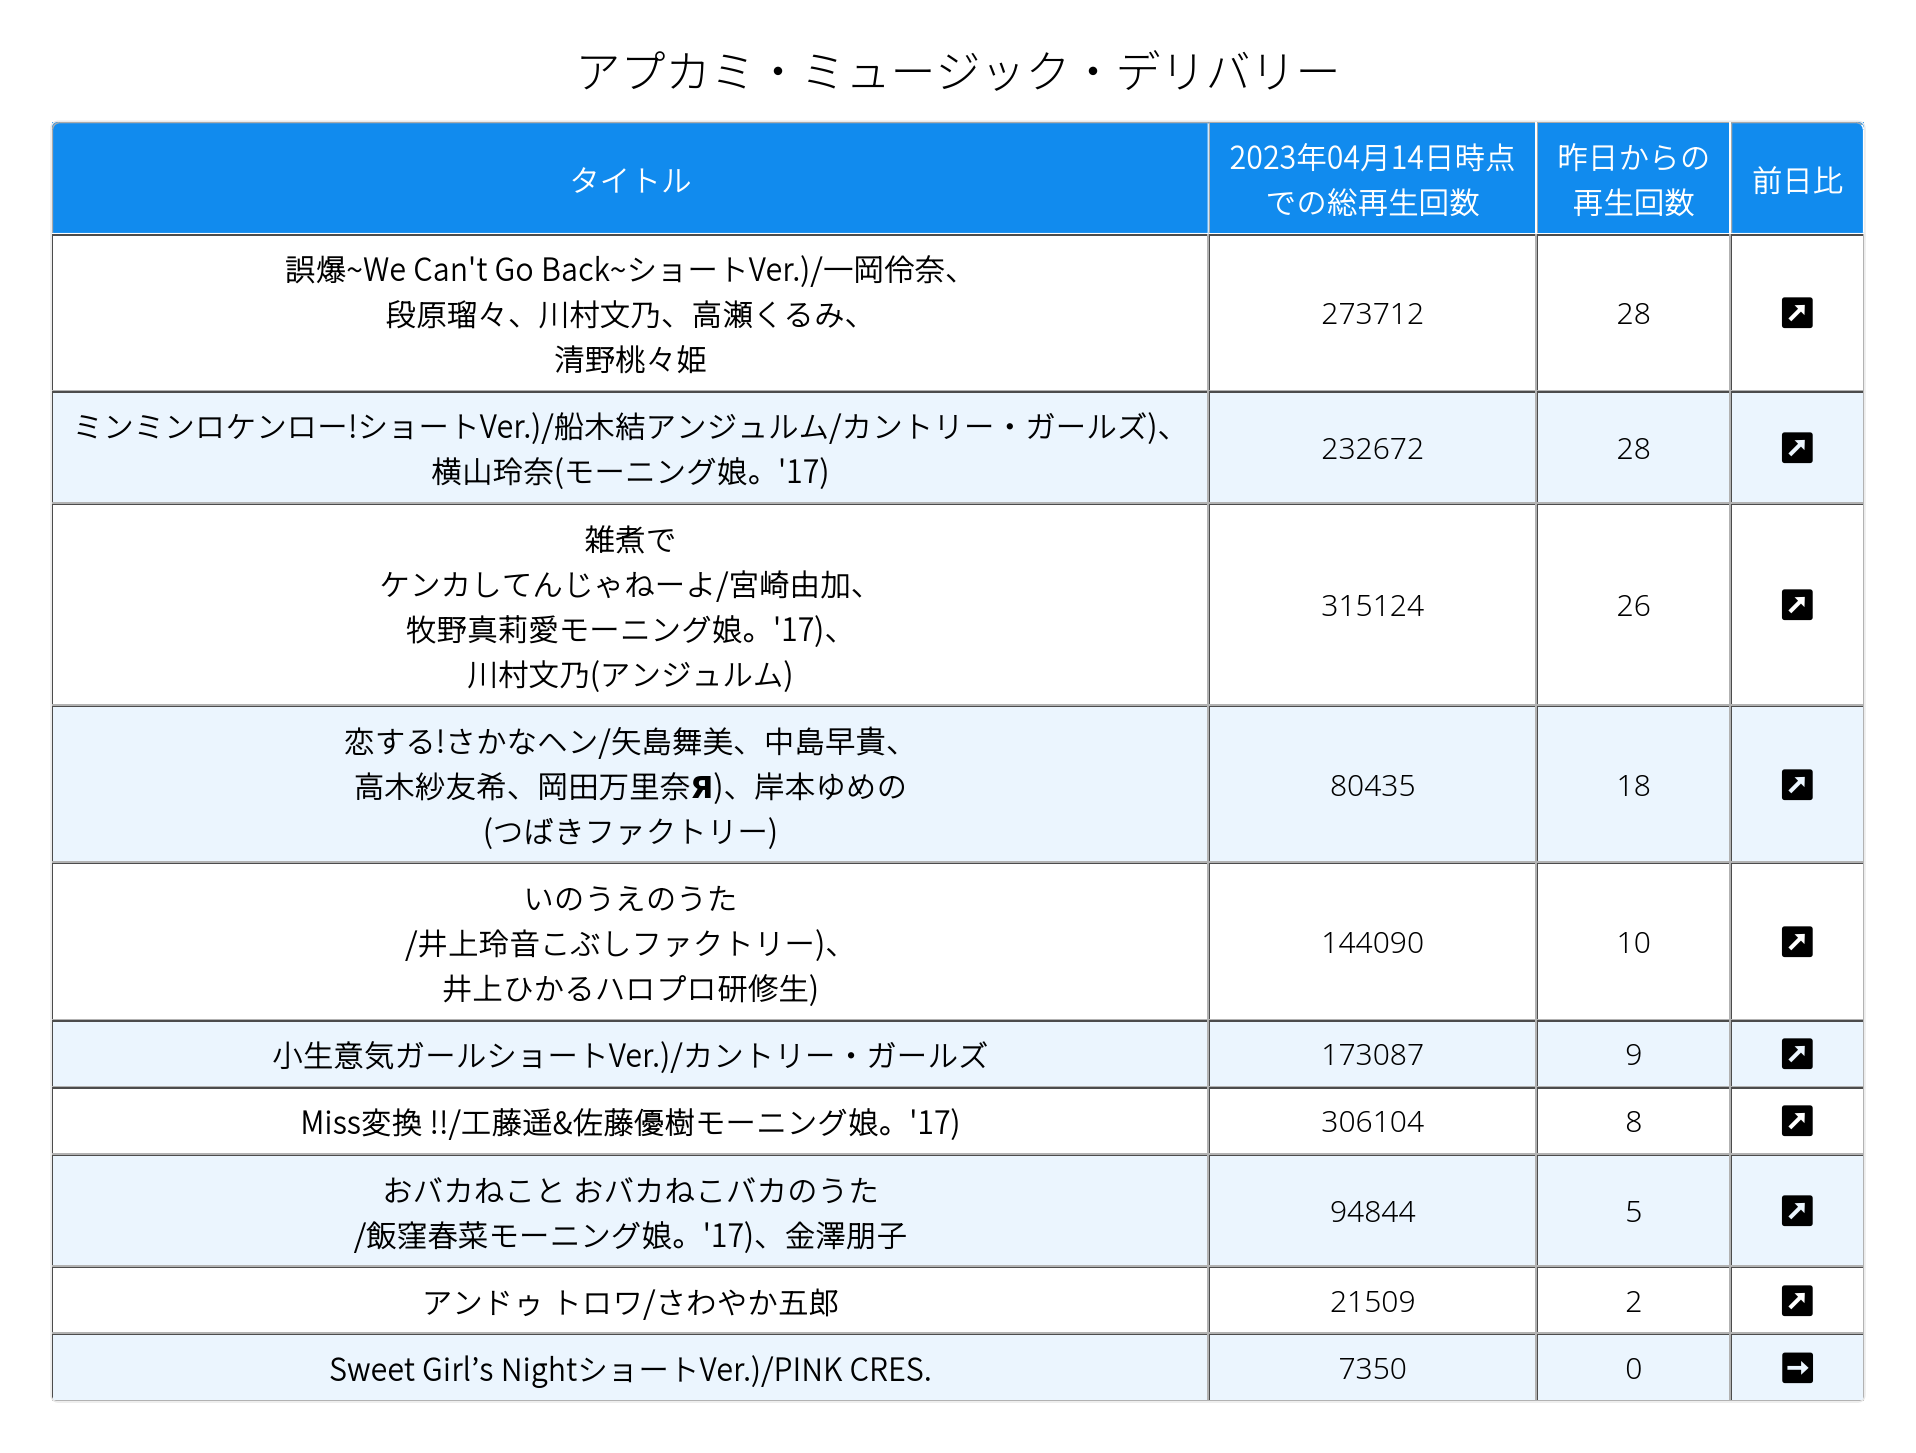 アプカミ・ミュージック・デリバリー
タイトル
2023年04月14日時点
での総再生回数
昨日からの
再生回数
前日比
誤爆~We Can't Go Back~ショートVer.)/一岡伶奈、
段原瑠々、川村文乃、高瀬くるみ、
清野桃々姫
273712
28
ミンミンロケンロー!ショートVer.)/船木結アンジュルム/カントリー・ガールズ)、
横山玲奈(モーニング娘。'17)
232672
28
雑煮で
ケンカしてんじゃねーよ/宮崎由加、
牧野真莉愛モーニング娘。'17)、
川村文乃(アンジュルム)
315124
26
恋する!さかなヘン/矢島舞美、中島早貴、
高木紗友希、岡田万里奈Я)、岸本ゆめの
(つばきファクトリー)
80435
18
いのうえのうた
/井上玲音こぶしファクトリー)、
井上ひかるハロプロ研修生)
144090
10
小生意気ガールショートVer.)/カントリー・ガールズ
173087
9
Miss変換 !!/工藤遥&佐藤優樹モーニング娘。'17)
306104
8
おバカねこと おバカねこバカのうた
/飯窪春菜モーニング娘。'17)、金澤朋子
94844
5
アンドゥ トロワ/さわやか五郎
21509
2
Sweet Girl’s NightショートVer.)/PINK CRES.
7350
0